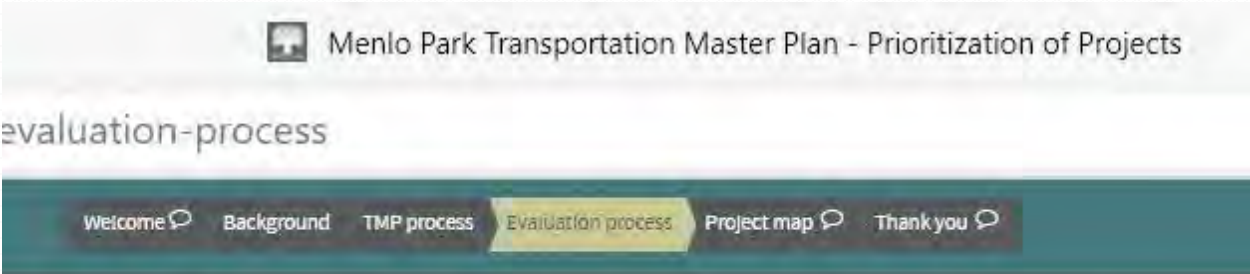 Menlo Park Transportation Master Plan - Prioritization of Projects
evaluation-process
Welcome Background TMP process Evaluation process Project map Thank you